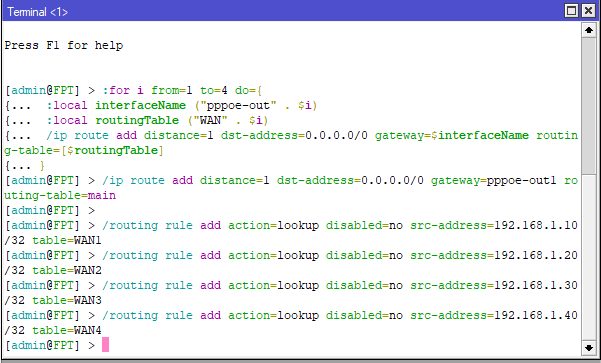 Terminal <1>
Press F1 for help
[admin@FPT] > :for i from=1 to=4 do={
{...  :local interfaceName ("pppoe-out" . $i)
{...  :local routingTable ("WAN" . $i)
{...  /ip route add distance=1 dst-address=0.0.0.0/0 gateway=$interfaceName routin
g-table=[$routingTable]
{... }
[admin@FPT] > /ip route add distance=1 dst-address=0.0.0.0/0 gateway=pppoe-out1 ro
uting-table=main
[admin@FPT] >
[admin@FPT] > /routing rule add action=lookup disabled=no src-address=192.168.1.10
/32 table=WAN1
[admin@FPT] > /routing rule add action=lookup disabled=no src-address=192.168.1.20
/32 table=WAN2
[admin@FPT] > /routing rule add action=lookup disabled=no src-address=192.168.1.30
/32 table=WAN3
[admin@FPT] > /routing rule add action=lookup disabled=no src-address=192.168.1.40
/32 table=WAN4
[admin@FPT] >